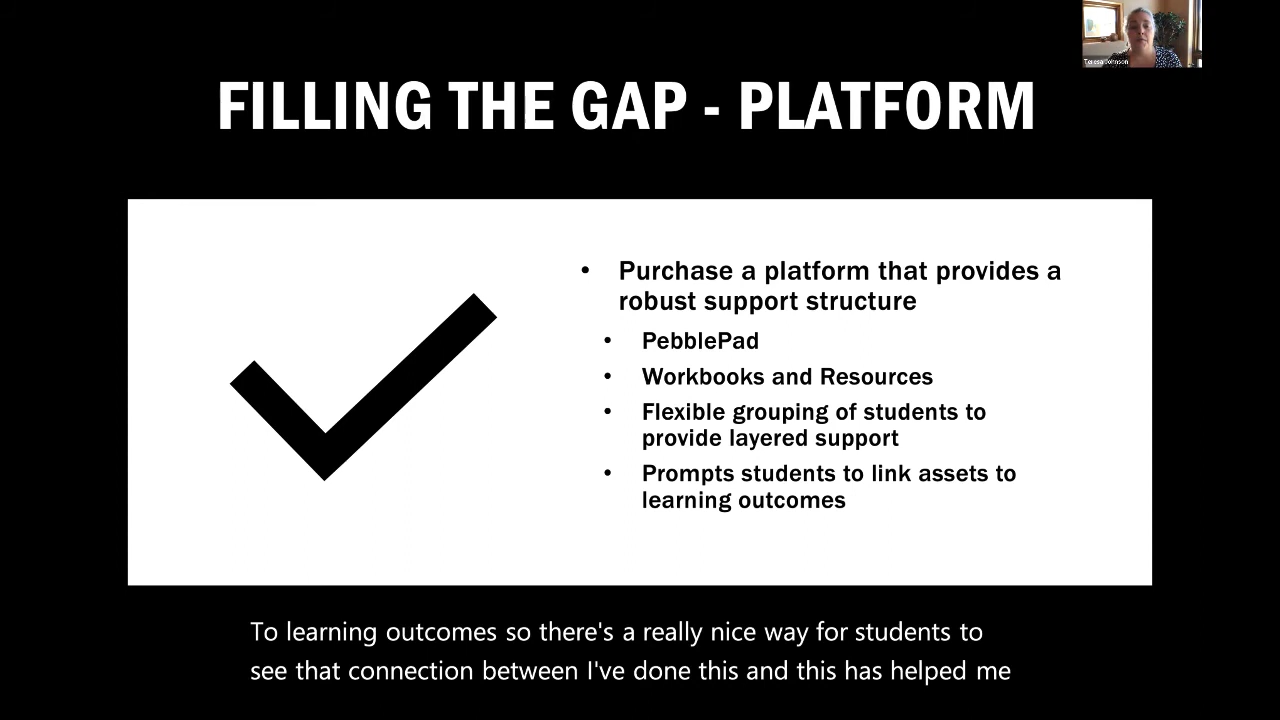 Teresa Johnson
FILLING THE GAP - PLATFORM
• Purchase a platform that provides a
robust support structure
• PebblePad
• Workbooks and Resources
• Flexible grouping of students to
provide layered support
• Prompts students to link assets to
learning outcomes
To learning outcomes so there's a really nice way for students to
see that connection between I've done this and this has helped me